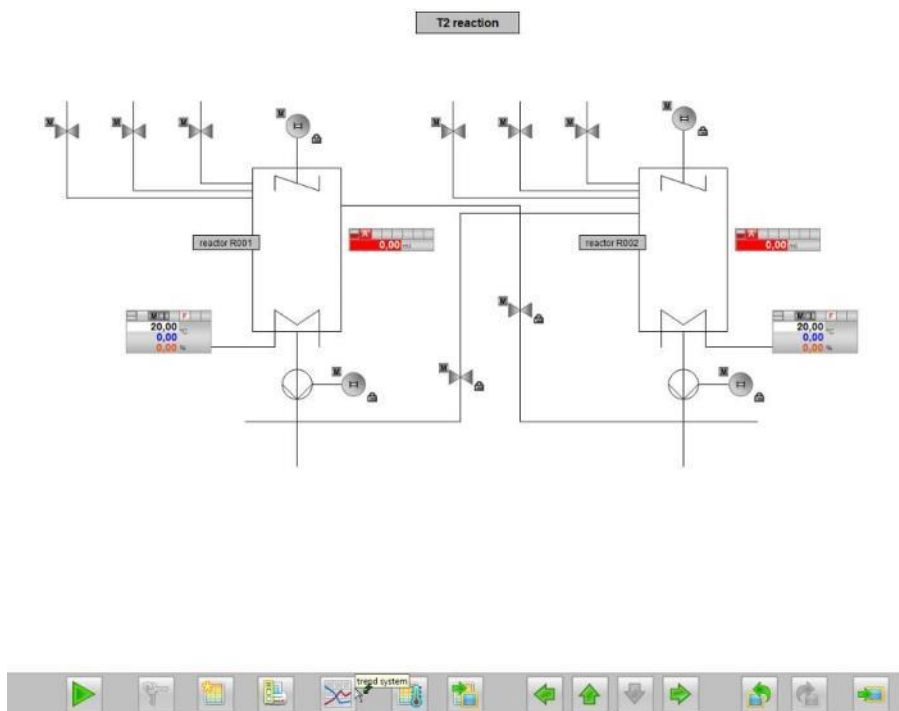 T2 reaction
M
M
M
M
M
M
M
M
reactor R001
0,00
reactor R002
0,00
M
M
F
20,00 °C
0,00
0,00 %
M
F
20,00 °C
0,00
0,00 %
M
M
M
trend system